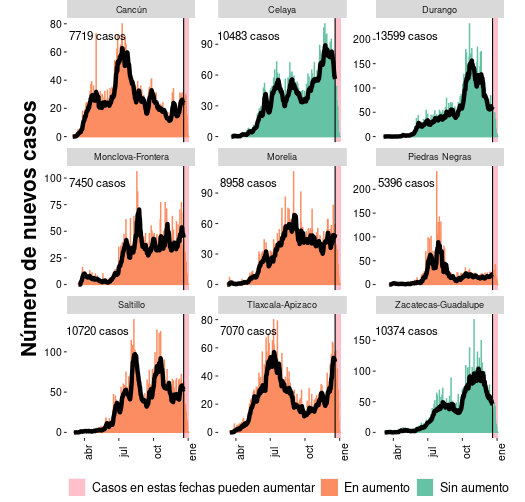 Número de nuevos casos
Cancún
Celaya
Durango
7719 casos
10483 casos
13599 casos
80
60
40
20
0
90
60
30
0
200
150
100
50
0
Monclova-Frontera
Morelia
Piedras Negras
7450 casos
8958 casos
5396 casos
100
75
50
25
0
90
60
30
0
200
150
100
50
0
Saltillo
Tlaxcala-Apizaco
Zacatecas-Guadalupe
10720 casos
7070 casos
10374 casos
100
50
0
80
60
40
20
0
150
100
50
0
abr
jul
oct
ene
abr
jul
oct
ene
abr
jul
oct
ene
Casos en estas fechas pueden aumentar
En aumento
Sin aumento